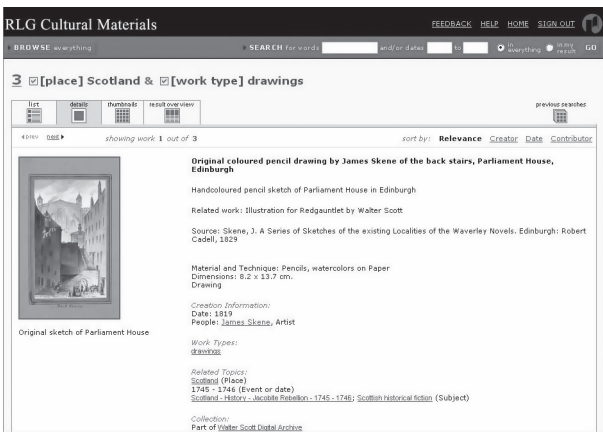 RLG Cultural Materials
FEEDBACK HELP HOME SIGN OUT
BROWSE everything
SEARCH for words and/or dates to in everything in my result GO
3 [place] Scotland & [work type] drawings
list details thumbnails result overview previous searches
prev next showing work 1 out of 3 sort by: Relevance Creator Date Contributor
Original coloured pencil drawing by James Skene of the back stairs, Parliament House,
Edinburgh
Handcoloured pencil sketch of Parliament House in Edinburgh
Related work: Illustration for Redgauntlet by Walter Scott
Source: Skene, J. A Series of Sketches of the existing Localities of the Waverley Novels. Edinburgh: Robert
Cadell, 1829
Material and Technique: Pencils, watercolors on Paper
Dimensions: 8.2 x 13.7 cm.
Drawing
Original sketch of Parliament House
Creation Information:
Date: 1819
People: James Skene, Artist
Work Types:
drawings
Related Topics:
Scotland (Place)
1745 - 1746 (Event or date)
Scotland - History - Jacobite Rebellion - 1745 - 1746; Scottish historical fiction (Subject)
Collection:
Part of Walter Scott Digital Archive